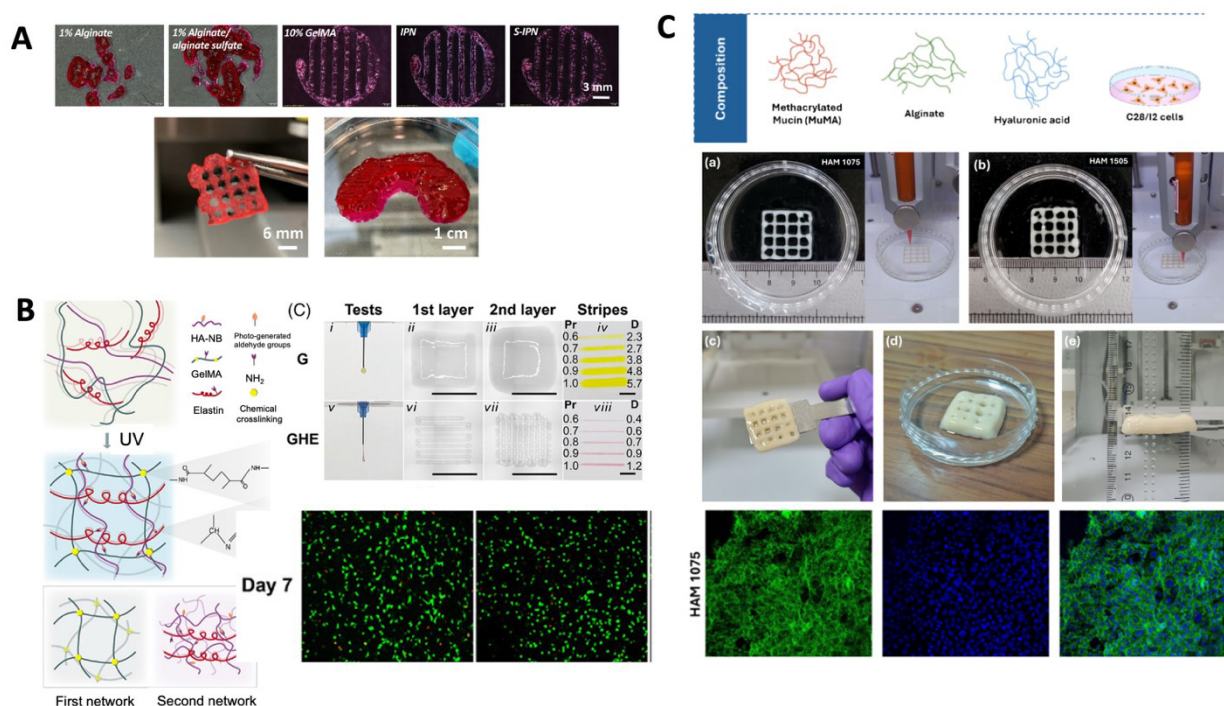 A
1% Alginate
1% Alginate/
alginate sulfate
10% GelMA
IPN
S-IPN
3 mm
6 mm
1 cm
B
HA-NB
Photo-generated
aldehyde groups
GelMA
NH2
Elastin
Chemical
crosslinking
UV
First network
Second network
(C)
Tests
1st layer
2nd layer
Stripes
G
i
ii
iii
Pr
iv
D
0.6
2.3
0.7
2.7
0.8
3.8
0.9
4.8
1.0
5.7
GHE
v
vi
vii
Pr
viii
D
0.6
0.4
0.7
0.6
0.8
0.7
0.9
0.9
1.0
1.2
Day 7
C
Composition
Methacrylated
Mucin (MuMA)
Alginate
Hyaluronic acid
C28/I2 cells
(a)
HAM 1075
(b)
HAM 1505
(c)
(d)
(e)
HAM 1075